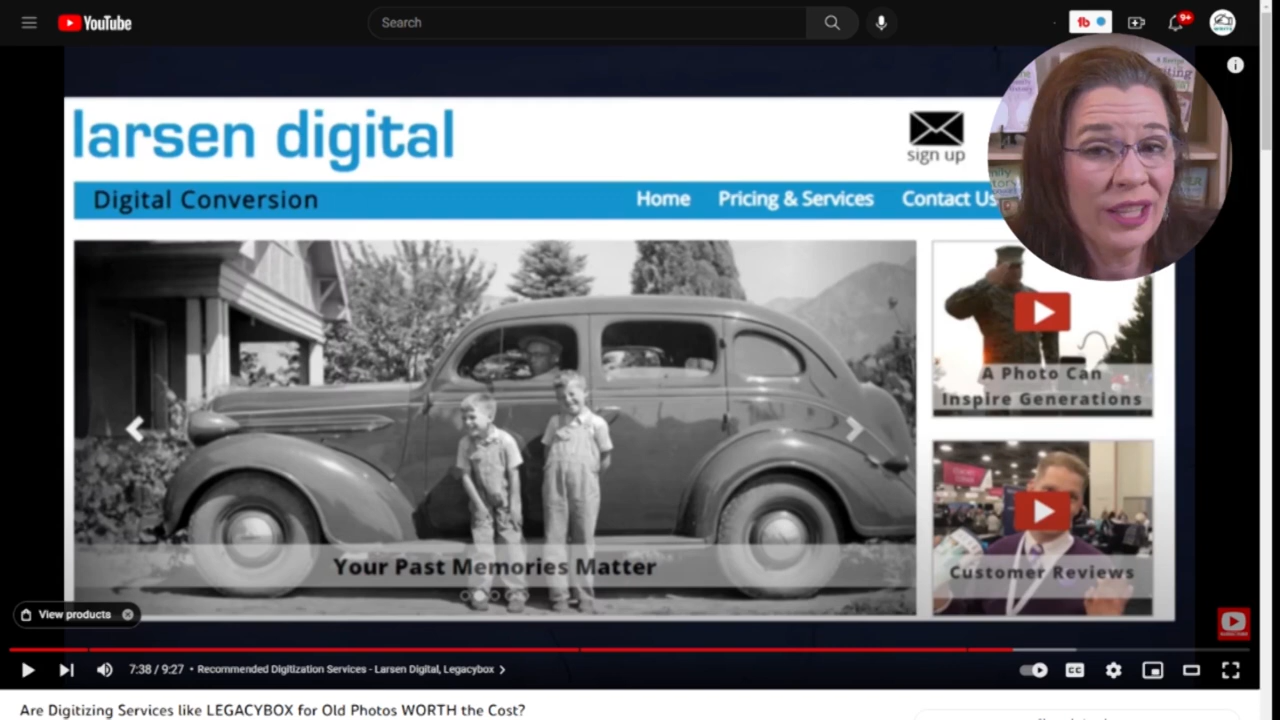 YouTube
Search
9+
larsen digital
sign up
Digital Conversion
Home Pricing & Services Contact Us
A Photo Can
Inspire Generations
Your Past Memories Matter
Customer Reviews
View products
SUBSCRIBE
7:38 / 9:27 • Recommended Digitization Services - Larsen Digital, Legacybox
CC
Are Digitizing Services like LEGACYBOX for Old Photos WORTH the Cost?